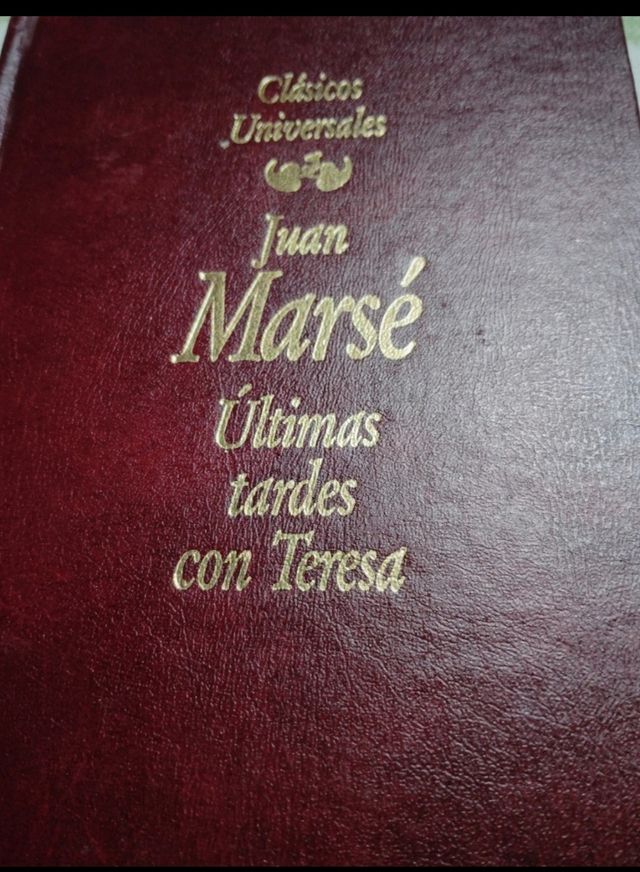 Clásicos
Universales
Juan
Marsé
Últimas
tardes
con Teresa